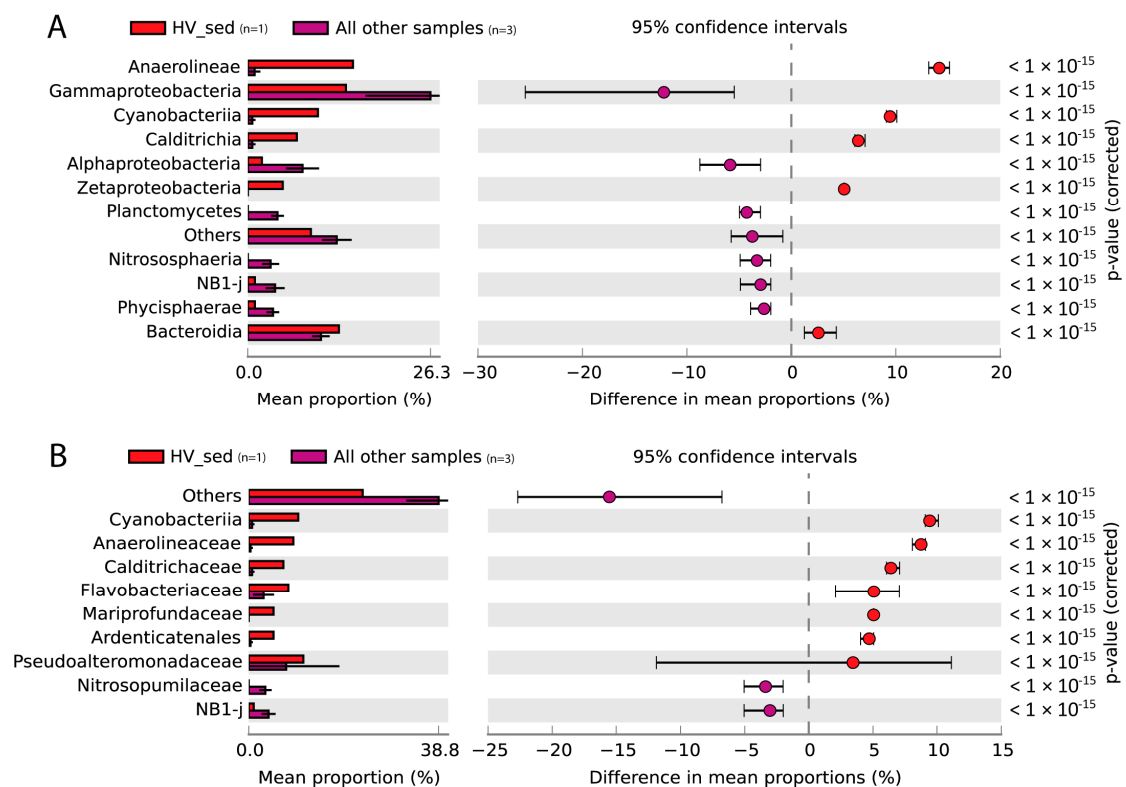 A
HV_sed (n=1) All other samples (n=3) 95% confidence intervals
Anaerolineae < 1 × 10-15
Gammaproteobacteria < 1 × 10-15
Cyanobacteriia < 1 × 10-15
Calditrichia < 1 × 10-15
Alphaproteobacteria < 1 × 10-15
Zetaproteobacteria < 1 × 10-15
Planctomycetes < 1 × 10-15
Others < 1 × 10-15
Nitrososphaeria < 1 × 10-15
NB1-j < 1 × 10-15
Phycisphaerae < 1 × 10-15
Bacteroidia < 1 × 10-15
p-value (corrected)
0.0 26.3 −30 −20 −10 0 10 20
Mean proportion (%) Difference in mean proportions (%)
B
HV_sed (n=1) All other samples (n=3) 95% confidence intervals
Others < 1 × 10-15
Cyanobacteriia < 1 × 10-15
Anaerolineaceae < 1 × 10-15
Calditrichaceae < 1 × 10-15
Flavobacteriaceae < 1 × 10-15
Mariprofundaceae < 1 × 10-15
Ardenticatenales < 1 × 10-15
Pseudoalteromonadaceae < 1 × 10-15
Nitrosopumilaceae < 1 × 10-15
NB1-j < 1 × 10-15
p-value (corrected)
0.0 38.8 −25 −20 −15 −10 −5 0 5 10 15
Mean proportion (%) Difference in mean proportions (%)